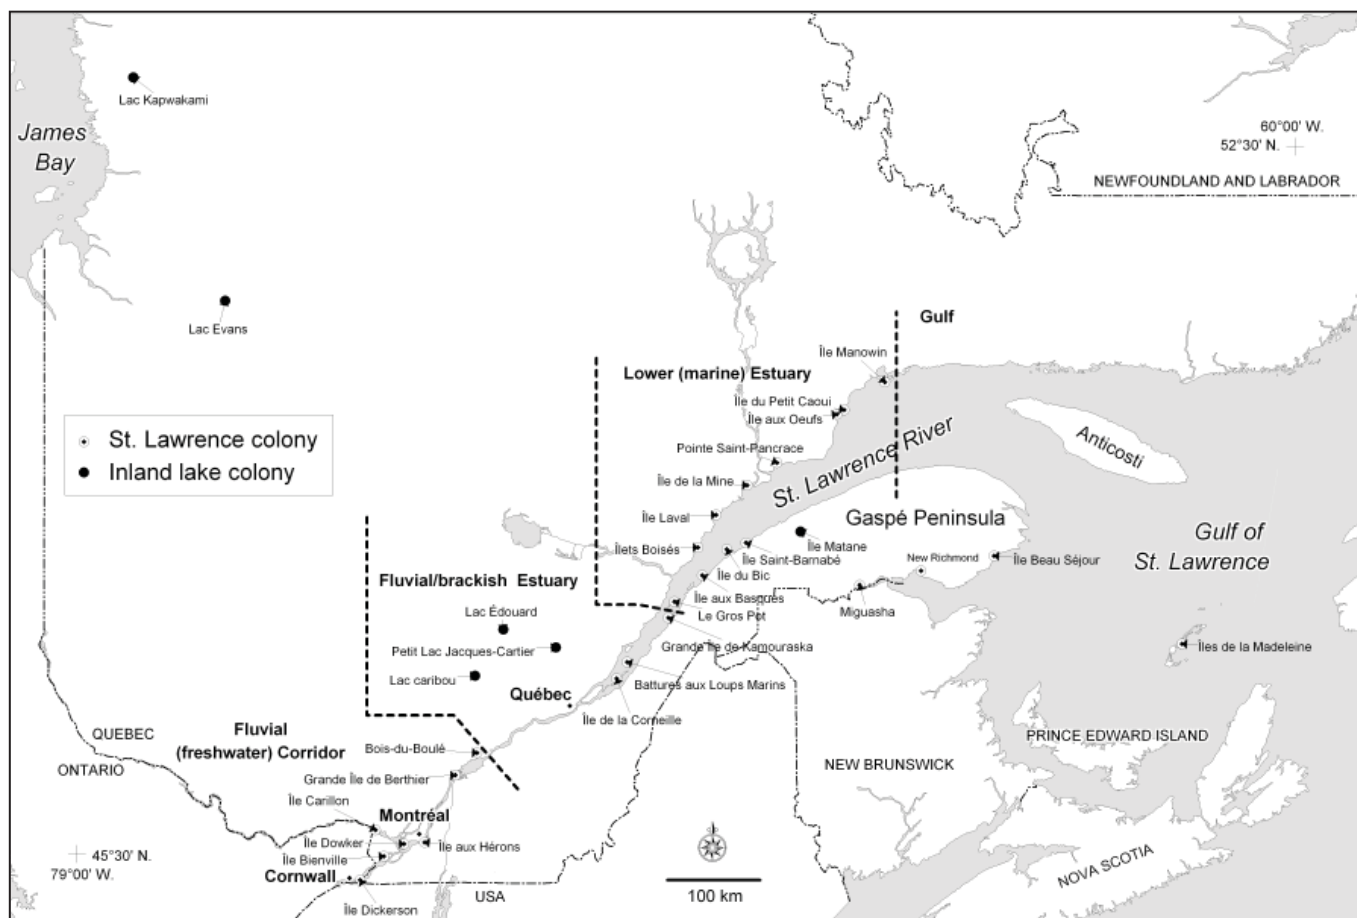 Lac Kapwakami
James
Bay
60°00' W.
52°30' N.
NEWFOUNDLAND AND LABRADOR
Lac Evans
Gulf
Île Manowin
Lower (marine) Estuary
Île du Petit Caoui
Île aux Oeufs
St. Lawrence colony
Inland lake colony
Pointe Saint-Pancrace
St. Lawrence River
Anticosti
Île de la Mine
Île Laval
Gaspé Peninsula
Gulf of
St. Lawrence
Îlets Boisés
Île Matane
Île Saint-Barnabé
New Richmond
Île Beau Séjour
Île du Bic
Fluvial/brackish Estuary
Île aux Basques
Miguasha
Lac Édouard
Le Gros Pot
Petit Lac Jacques-Cartier
Grande Île de Kamouraska
Îles de la Madeleine
Lac caribou
Battures aux Loups Marins
Québec
Île de la Corneille
Fluvial
(freshwater) Corridor
QUEBEC
ONTARIO
Bois-du-Boulé
PRINCE EDWARD ISLAND
NEW BRUNSWICK
Grande Île de Berthier
Île Carillon
Montréal
Île Dowker
Île aux Hérons
Île Bienville
45°30' N.
79°00' W.
Cornwall
NOVA SCOTIA
100 km
USA
Île Dickerson